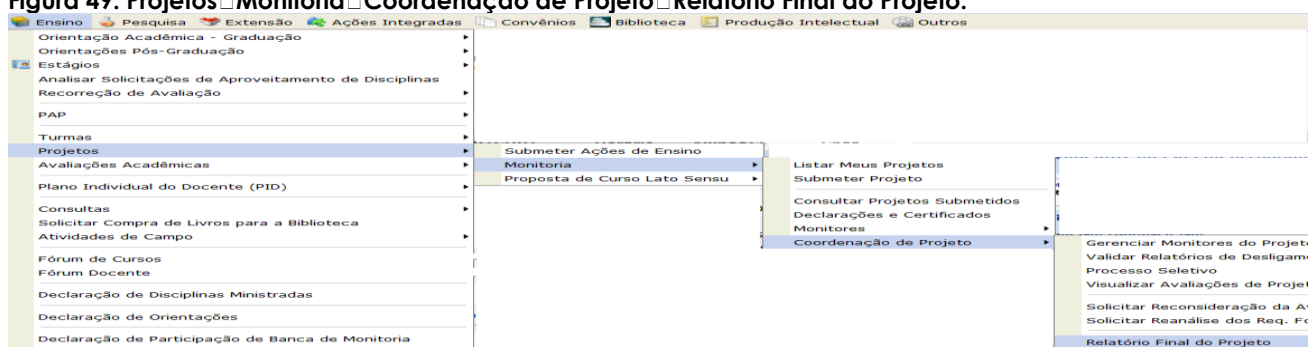 Figura 49. Projetos□Monitoria□Coordenação de Projeto□Relatório Final do Projeto.
Ensino Pesquisa Extensão Ações Integradas Convênios Biblioteca Produção Intelectual Outros
Orientação Acadêmica - Graduação
Orientações Pós-Graduação
Estágios
Analisar Solicitações de Aproveitamento de Disciplinas
Recorreção de Avaliação
PAP
Turmas
Projetos
Avaliações Acadêmicas
Plano Individual do Docente (PID)
Consultas
Solicitar Compra de Livros para a Biblioteca
Atividades de Campo
Fórum de Cursos
Fórum Docente
Declaração de Disciplinas Ministradas
Declaração de Orientações
Declaração de Participação de Banca de Monitoria
Submeter Ações de Ensino
Monitoria
Proposta de Curso Lato Sensu
Listar Meus Projetos
Submeter Projeto
Consultar Projetos Submetidos
Declarações e Certificados
Monitores
Coordenação de Projeto
Gerenciar Monitores do Projet
Validar Relatórios de Desligam
Processo Seletivo
Visualizar Avaliações de Proje
Solicitar Reconsideração da A
Solicitar Reanálise dos Req. Fo
Relatório Final do Projeto